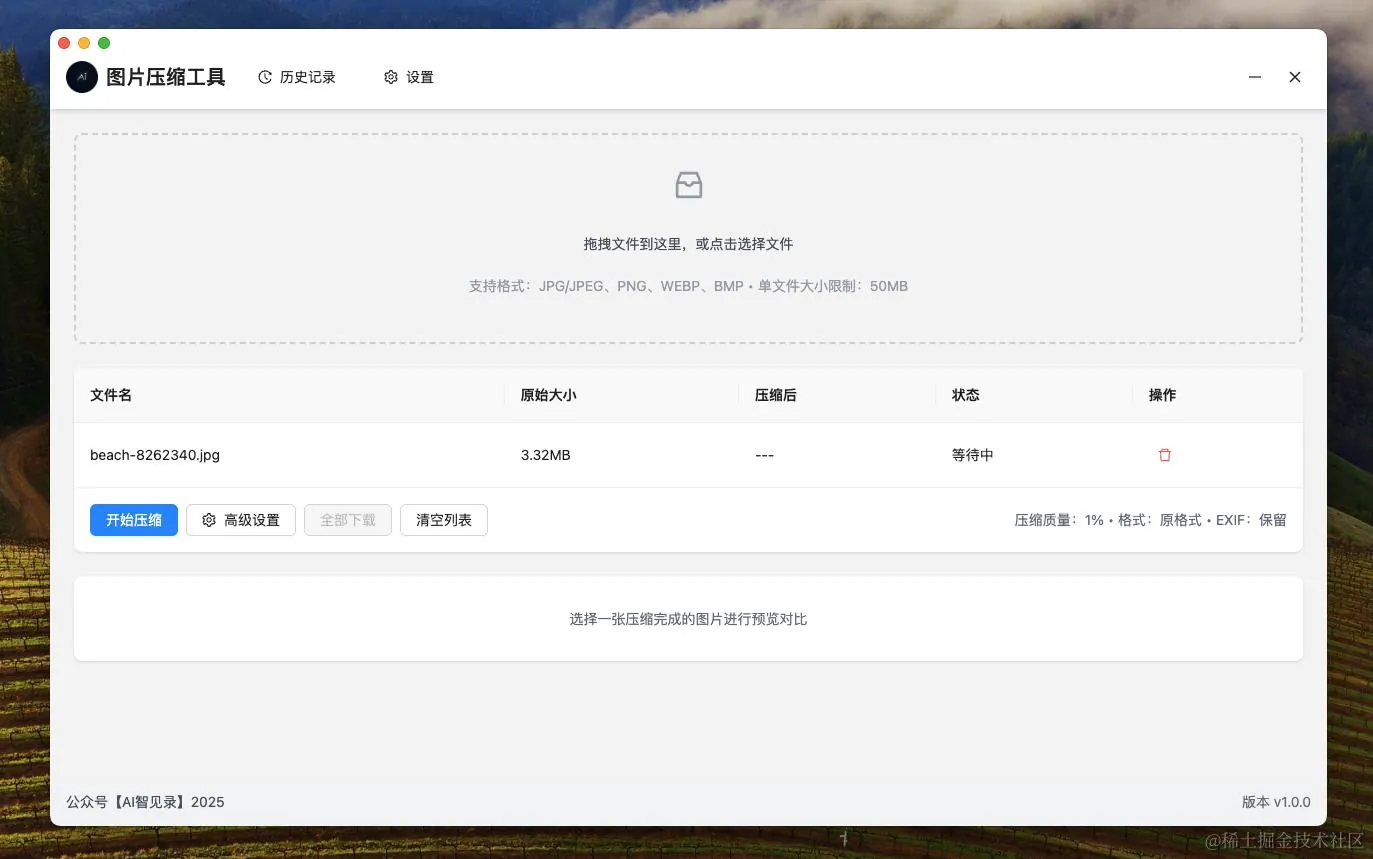 Ai 图片压缩工具 历史记录 设置
拖拽文件到这里，或点击选择文件
支持格式：JPG/JPEG、PNG、WEBP、BMP • 单文件大小限制：50MB
文件名 原始大小 压缩后 状态 操作
beach-8262340.jpg 3.32MB --- 等待中
开始压缩 高级设置 全部下载 清空列表 压缩质量：1% • 格式：原格式 • EXIF：保留
选择一张压缩完成的图片进行预览对比
公众号【AI智见录】2025 版本 v1.0.0
@稀土掘金技术社区